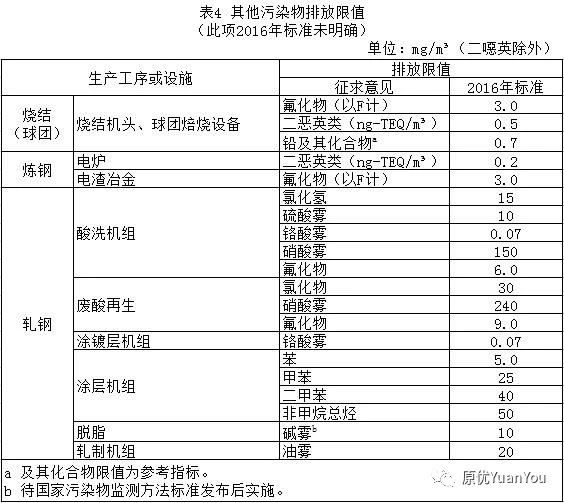 表4 其他污染物排放限值
（此项2016年标准未明确）
单位：mg/m³（二噁英除外）
生产工序或设施 排放限值
征求意见 2016年标准
烧结（球团） 烧结机头、球团焙烧设备 氟化物（以F计） 3.0
二恶英类（ng-TEQ/m³） 0.5
铅及其化合物ᵃ 0.7
炼钢 电炉 二恶英类（ng-TEQ/m³） 0.2
电渣冶金 氟化物（以F计） 3.0
轧钢 酸洗机组 氯化氢 15
硫酸雾 10
铬酸雾 0.07
硝酸雾 150
氟化物 6.0
废酸再生 氯化物 30
硝酸雾 240
氟化物 9.0
涂镀层机组 铬酸雾 0.07
涂层机组 苯 5.0
甲苯 25
二甲苯 40
非甲烷总烃 50
脱脂 碱雾ᵇ 10
轧制机组 油雾 20
a 及其化合物限值为参考指标。
b 待国家污染物监测方法标准发布后实施。
原优YuanYou